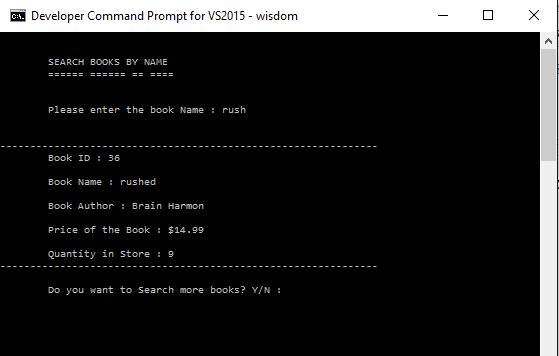 Developer Command Prompt for VS2015 - wisdom
SEARCH BOOKS BY NAME
====== ====== == ====
Please enter the book Name : rush
---------------------------------------------------------------
Book ID : 36
Book Name : rushed
Book Author : Brain Harmon
Price of the Book : $14.99
Quantity in Store : 9
---------------------------------------------------------------
Do you want to Search more books? Y/N :